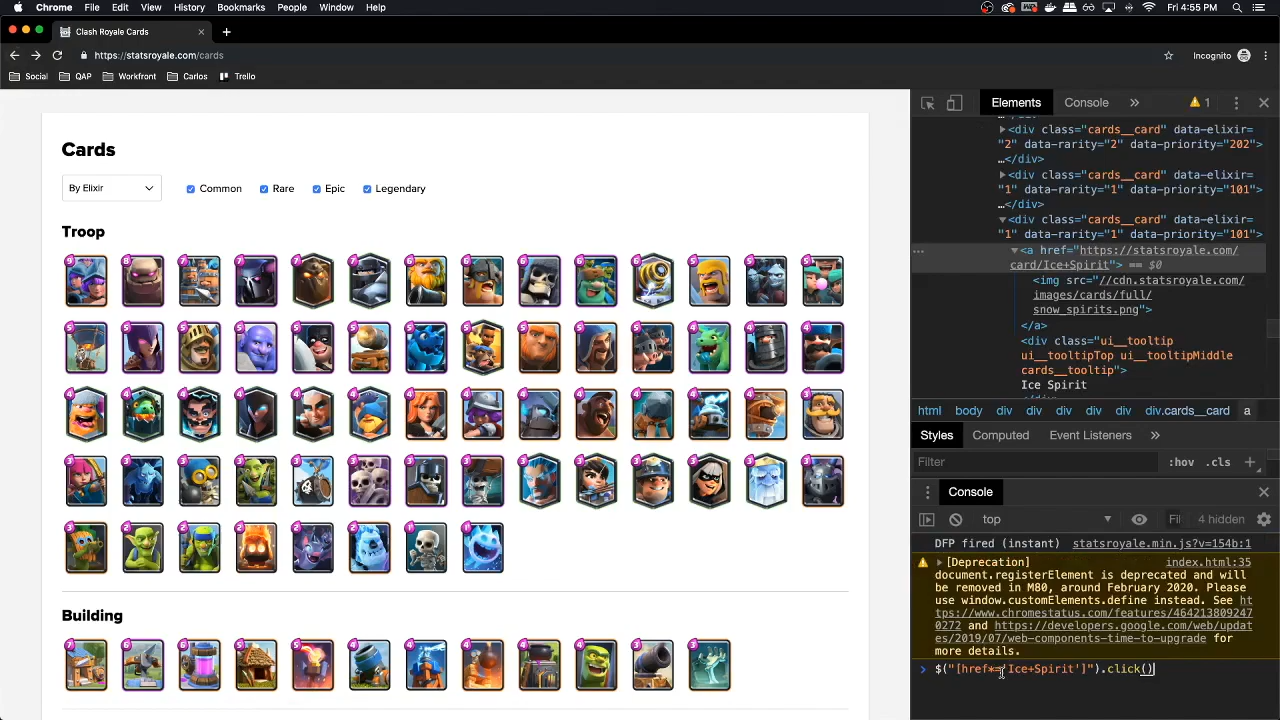 Chrome File Edit View History Bookmarks People Window Help Fri 4:55 PM
Clash Royale Cards
https://statsroyale.com/cards Incognito
Social QAP Workfront Carlos Trello
Cards
By Elixir Common Rare Epic Legendary
Troop
Building
Elements Console 1
<div class="cards__card" data-elixir=
"2" data-rarity="2" data-priority="202">
…</div>
<div class="cards__card" data-elixir=
"1" data-rarity="1" data-priority="101">
…</div>
<div class="cards__card" data-elixir=
"1" data-rarity="1" data-priority="101">
<a href="https://statsroyale.com/
card/Ice+Spirit"> == $0
<img src="//cdn.statsroyale.com/
images/cards/full/
snow_spirits.png">
</a>
<div class="ui__tooltip
ui__tooltipTop ui__tooltipMiddle
cards__tooltip">
Ice Spirit
html body div div div div div.cards__card a
Styles Computed Event Listeners
Filter :hov .cls
Console
top Fil 4 hidden
DFP fired (instant) statsroyale.min.js?v=154b:1
[Deprecation] index.html:35
document.registerElement is deprecated and will
be removed in M80, around February 2020. Please
use window.customElements.define instead. See ht
tps://www.chromestatus.com/features/464213809247
0272 and https://developers.google.com/web/updat
es/2019/07/web-components-time-to-upgrade for
more details.
$("[href*='Ice+Spirit']").click()